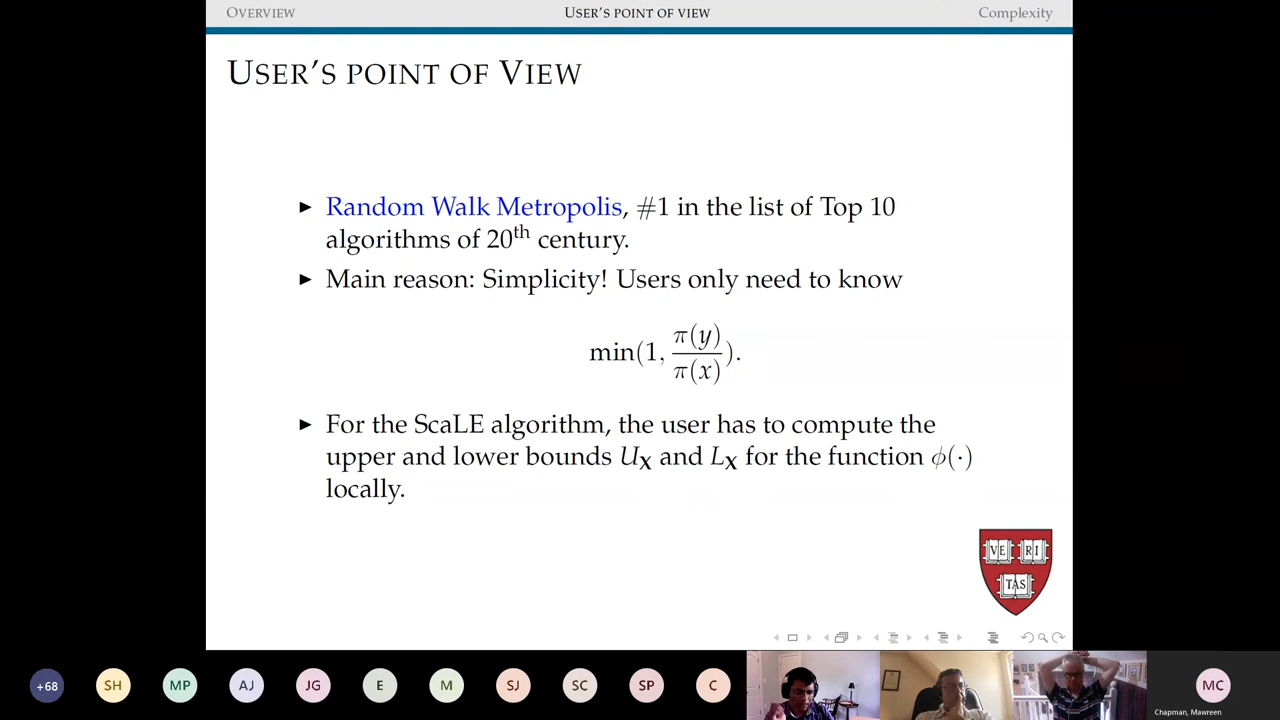 OVERVIEW USER'S POINT OF VIEW Complexity
USER'S POINT OF VIEW
▶ Random Walk Metropolis, #1 in the list of Top 10
algorithms of 20th century.
▶ Main reason: Simplicity! Users only need to know
min(1, π(y)/π(x)).
▶ For the ScaLE algorithm, the user has to compute the
upper and lower bounds U_X and L_X for the function ϕ(·)
locally.
VE RI
TAS
+68 SH MP AJ JG E M SJ SC SP C MC
Chapman, Mawreen